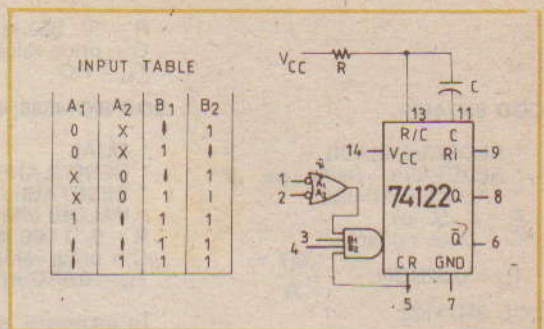 INPUT TABLE
A1 A2 B1 B2
0 X ↑ 1
0 X 1 ↑
X 0 ↑ 1
X 0 1 ↑
1 ↓ 1 1
↓ ↓ 1 1
↓ 1 1 1
VCC R C
13 11
R/C C
14 VCC Ri 9
1 A1
2 A2
74122 Q 8
3 B1
4 B2
Q̄ 6
CR GND
5 7